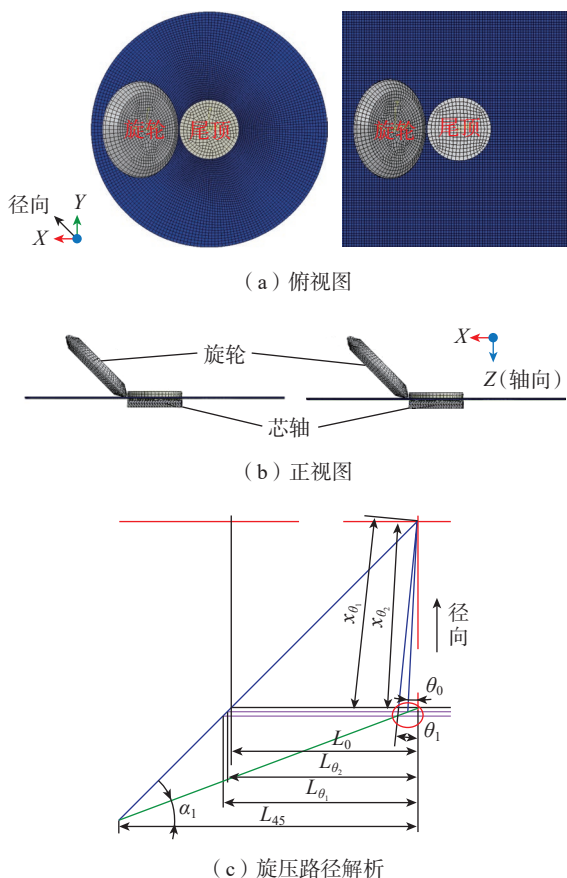 旋轮 尾顶
旋轮 尾顶
径向 Y
X
（a）俯视图
旋轮
芯轴
X
Z（轴向）
（b）正视图
xθ₁
xθ₂
径向
θ₀
θ₁
L₀
Lθ₂
Lθ₁
α₁
L₄₅
（c）旋压路径解析